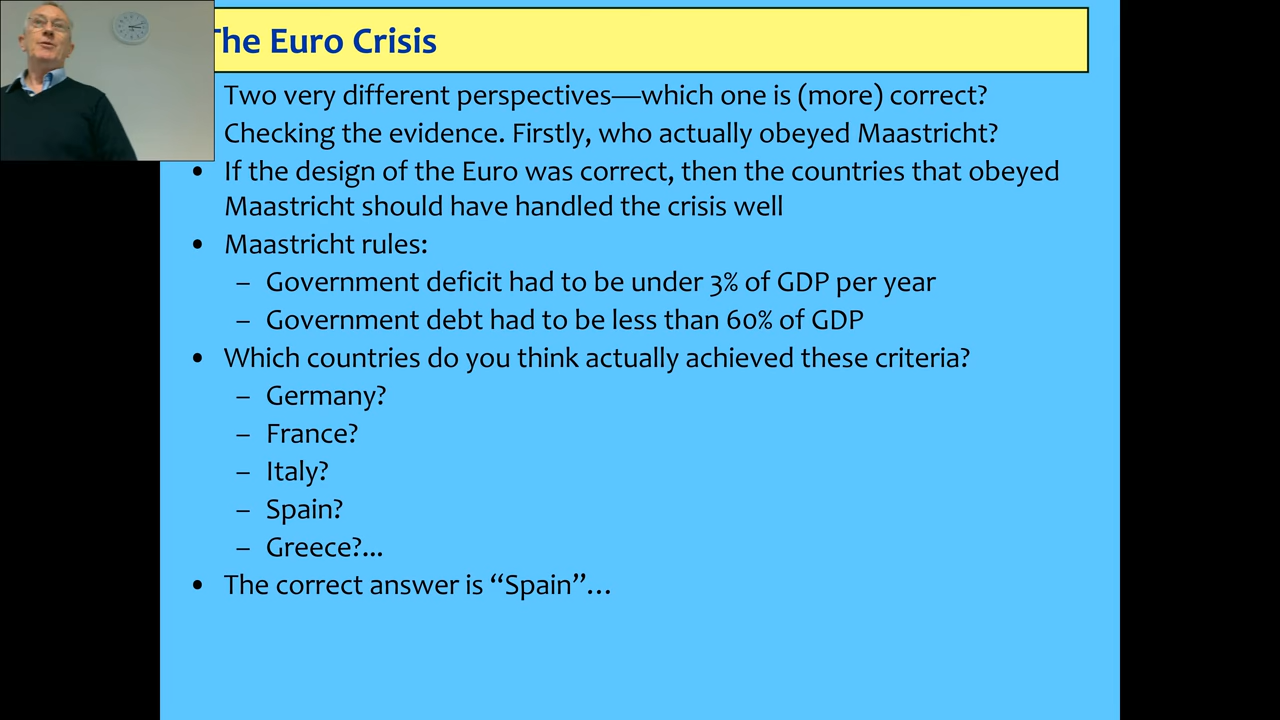 The Euro Crisis
Two very different perspectives—which one is (more) correct?
Checking the evidence. Firstly, who actually obeyed Maastricht?
• If the design of the Euro was correct, then the countries that obeyed
Maastricht should have handled the crisis well
• Maastricht rules:
– Government deficit had to be under 3% of GDP per year
– Government debt had to be less than 60% of GDP
• Which countries do you think actually achieved these criteria?
– Germany?
– France?
– Italy?
– Spain?
– Greece?...
• The correct answer is “Spain”…